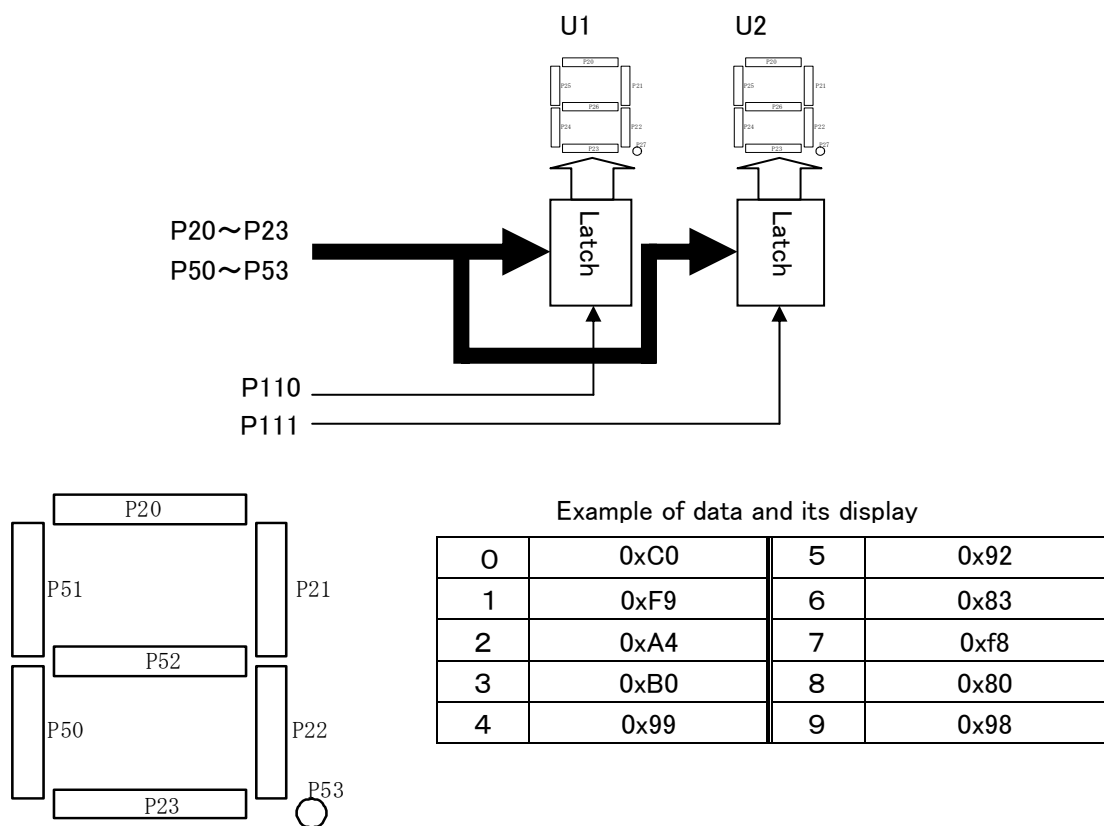 U1 U2
P20 P20
P25 P21 P25 P21
P26 P26
P24 P22 P24 P22
P23 P27 P23 P27
Latch Latch
P20～P23
P50～P53
P110
P111
P20
P51 P21
P52
P50 P22
P53
P23
Example of data and its display
0 0xC0 5 0x92
1 0xF9 6 0x83
2 0xA4 7 0xf8
3 0xB0 8 0x80
4 0x99 9 0x98